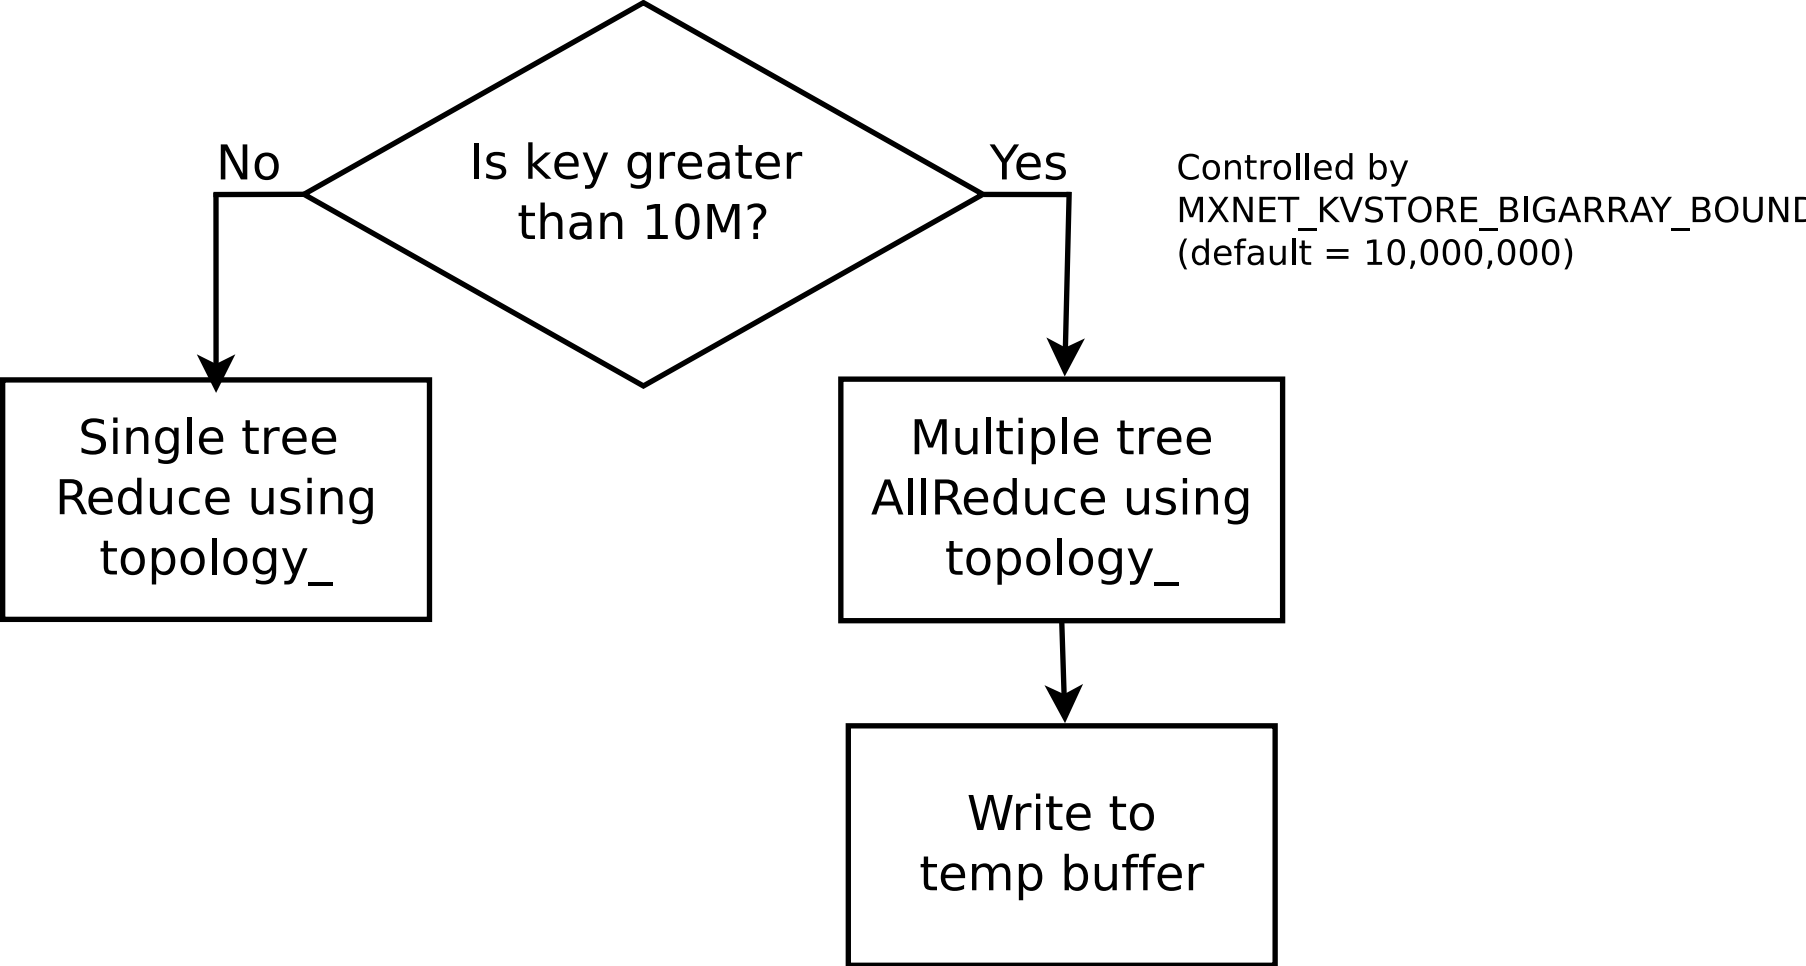 Is key greater
than 10M?
No
Yes
Controlled by
MXNET_KVSTORE_BIGARRAY_BOUND
(default = 10,000,000)
Single tree
Reduce using
topology_
Multiple tree
AllReduce using
topology_
Write to
temp buffer